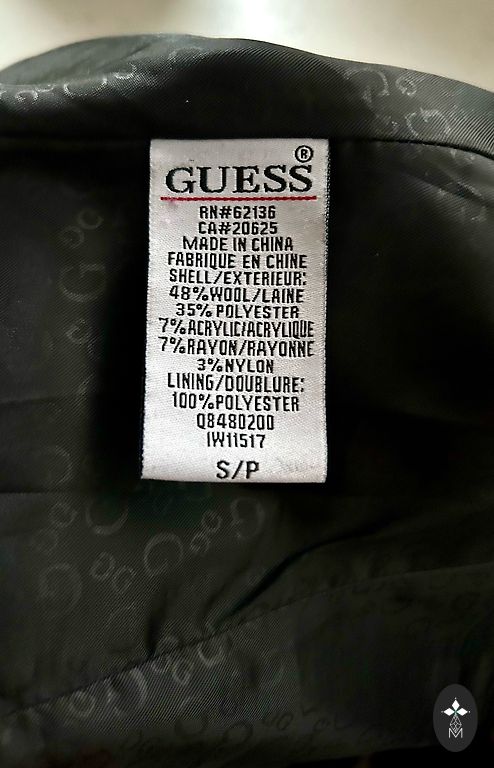 GUESS®
RN#62136
CA#20625
MADE IN CHINA
FABRIQUE EN CHINE
SHELL/EXTERIEUR:
48%WOOL/LAINE
35%POLYESTER
7%ACRYLIC/ACRYLIQUE
7%RAYON/RAYONNE
3%NYLON
LINING/DOUBLURE:
100%POLYESTER
Q8480200
IW11517
S/P
M